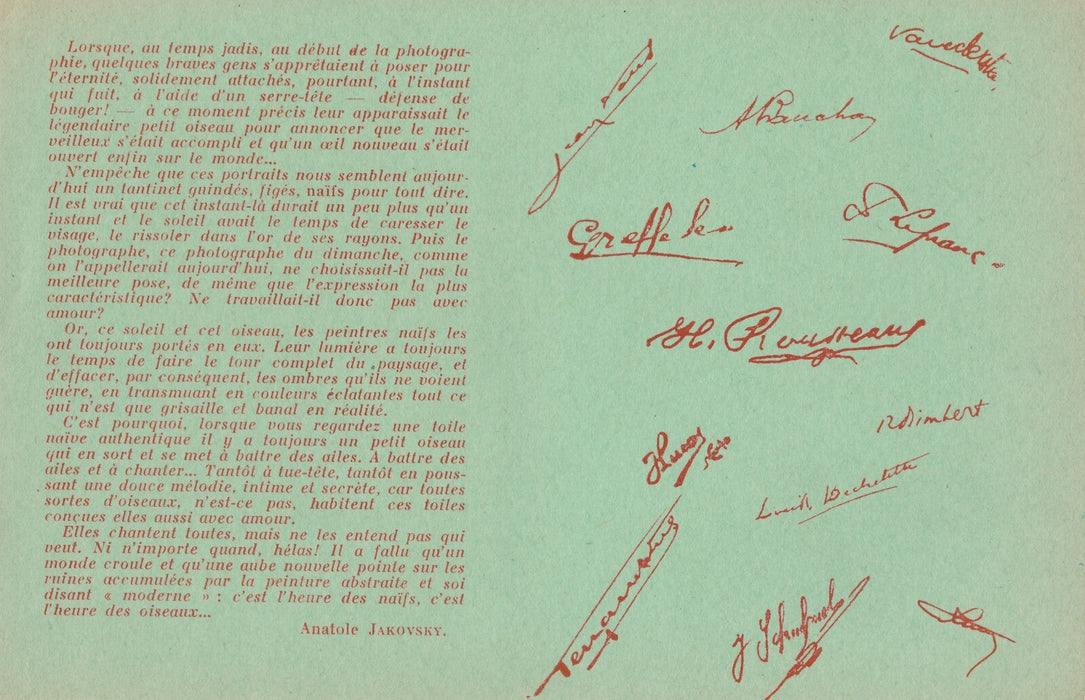 Lorsque, au temps jadis, au début de la photogra-
phie, quelques braves gens s'apprêtaient à poser pour
l'éternité, solidement attachés, pourtant, à l'instant
qui fuit, à l'aide d'un serre-tête — défense de
bouger! — à ce moment précis leur apparaissait le
légendaire petit oiseau pour annoncer que le mer-
veilleux s'était accompli et qu'un œil nouveau s'était
ouvert enfin sur le monde...
N'empêche que ces portraits nous semblent aujour-
d'hui un tantinet guindés, figés, naïfs pour tout dire.
Il est vrai que cet instant-là durait un peu plus qu'un
instant et le soleil avait le temps de caresser le
visage, le rissoler dans l'or de ses rayons. Puis le
photographe, ce photographe du dimanche, comme
on l'appellerait aujourd'hui, ne choisissait-il pas la
meilleure pose, de même que l'expression la plus
caractéristique? Ne travaillait-il donc pas avec
amour?
Or, ce soleil et cet oiseau, les peintres naïfs les
ont toujours portés en eux. Leur lumière a toujours
le temps de faire le tour complet du paysage, et
d'effacer, par conséquent, les ombres qu'ils ne voient
guère, en transmuant en couleurs éclatantes tout ce
qui n'est que grisaille et banal en réalité.
C'est pourquoi, lorsque vous regardez une toile
naïve authentique il y a toujours un petit oiseau
qui en sort et se met à battre des ailes. A battre des
ailes et à chanter... Tantôt à tue-tête, tantôt en pous-
sant une douce mélodie, intime et secrète, car toutes
sortes d'oiseaux, n'est-ce pas, habitent ces toiles
conçues elles aussi avec amour.
Elles chantent toutes, mais ne les entend pas qui
veut. Ni n'importe quand, hélas! Il a fallu qu'un
monde croule et qu'une aube nouvelle pointe sur les
ruines accumulées par la peinture abstraite et soi
disant « moderne » : c'est l'heure des naïfs, c'est
l'heure des oiseaux...
Anatole JAKOVSKY.
A Bauchan
Greffe Leo
F. Lefranc
H. Rousseau
R Rimbert
Louis Dechelette